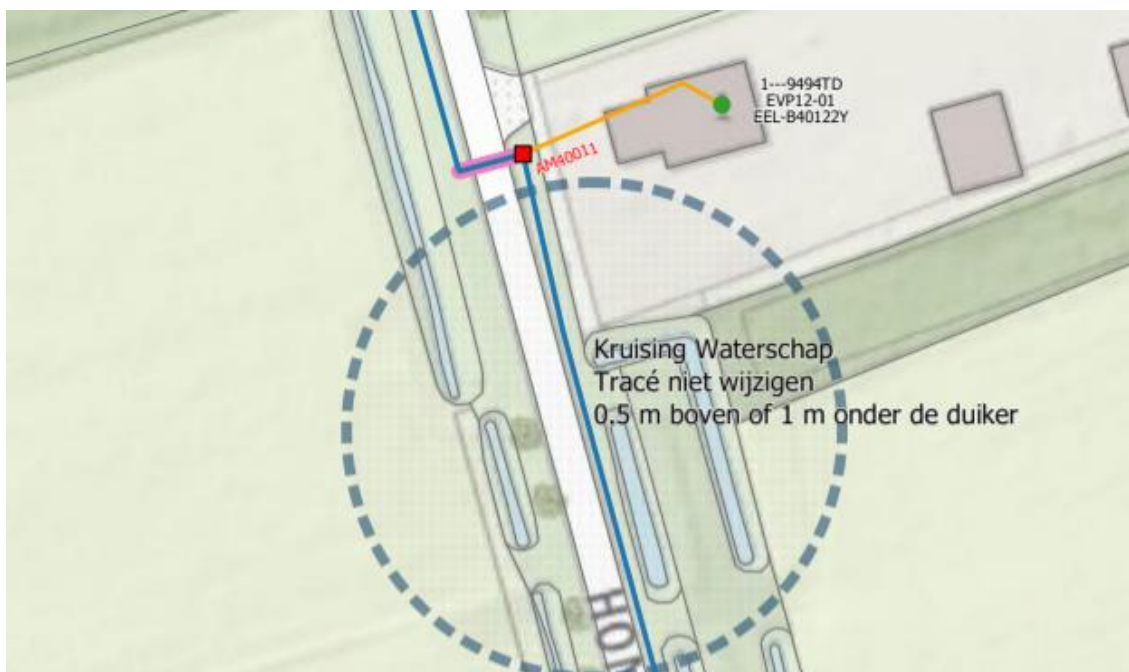 1---9494TD
EVP12-01
EEL-B40122Y
AM40011
Kruising Waterschap
Tracé niet wijzigen
0.5 m boven of 1 m onder de duiker